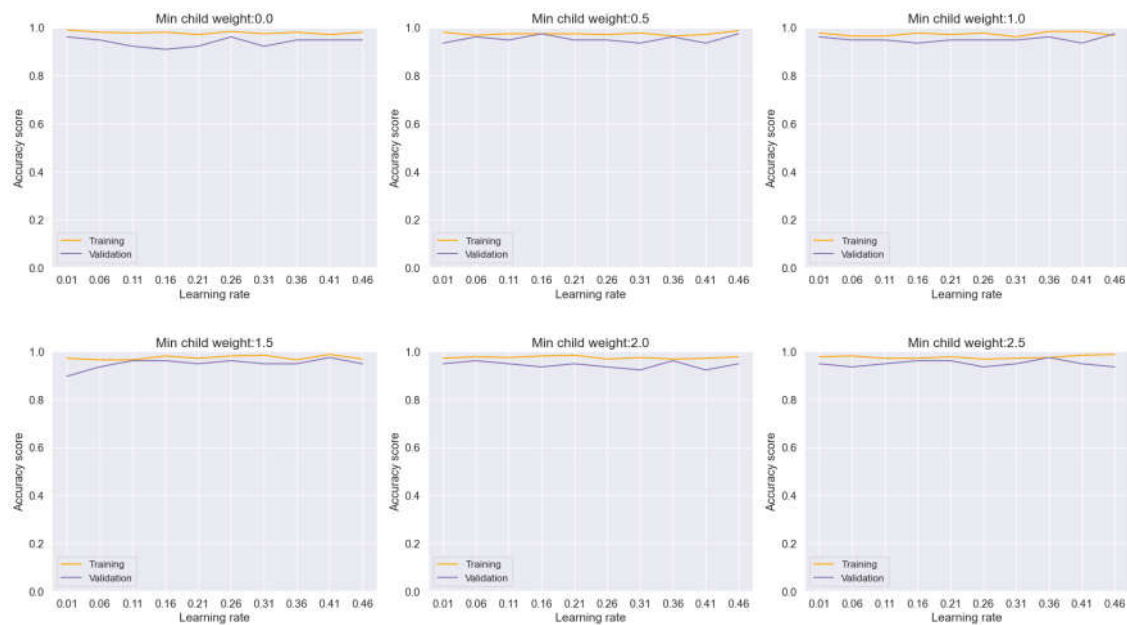 Min child weight:0.0
Min child weight:0.5
Min child weight:1.0
1.0
0.8
0.6
0.4
0.2
0.0
Accuracy score
Training
Validation
0.01 0.06 0.11 0.16 0.21 0.26 0.31 0.36 0.41 0.46
Learning rate
1.0
0.8
0.6
0.4
0.2
0.0
Accuracy score
Training
Validation
0.01 0.06 0.11 0.16 0.21 0.26 0.31 0.36 0.41 0.46
Learning rate
1.0
0.8
0.6
0.4
0.2
0.0
Accuracy score
Training
Validation
0.01 0.06 0.11 0.16 0.21 0.26 0.31 0.36 0.41 0.46
Learning rate
Min child weight:1.5
Min child weight:2.0
Min child weight:2.5
1.0
0.8
0.6
0.4
0.2
0.0
Accuracy score
Training
Validation
0.01 0.06 0.11 0.16 0.21 0.26 0.31 0.36 0.41 0.46
Learning rate
1.0
0.8
0.6
0.4
0.2
0.0
Accuracy score
Training
Validation
0.01 0.06 0.11 0.16 0.21 0.26 0.31 0.36 0.41 0.46
Learning rate
1.0
0.8
0.6
0.4
0.2
0.0
Accuracy score
Training
Validation
0.01 0.06 0.11 0.16 0.21 0.26 0.31 0.36 0.41 0.46
Learning rate